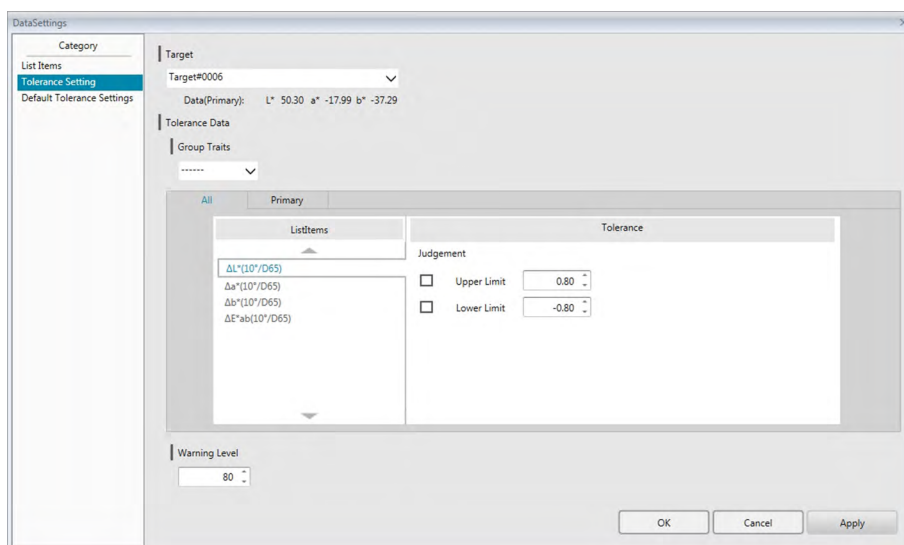 DataSettings
Category
List Items
Tolerance Setting
Default Tolerance Settings
Target
Target#0006
Data(Primary): L* 50.30 a* -17.99 b* -37.29
Tolerance Data
Group Traits
------
All Primary
ListItems
ΔL*(10°/D65)
Δa*(10°/D65)
Δb*(10°/D65)
ΔE*ab(10°/D65)
Tolerance
Judgement
Upper Limit 0.80
Lower Limit -0.80
Warning Level
80
OK Cancel Apply